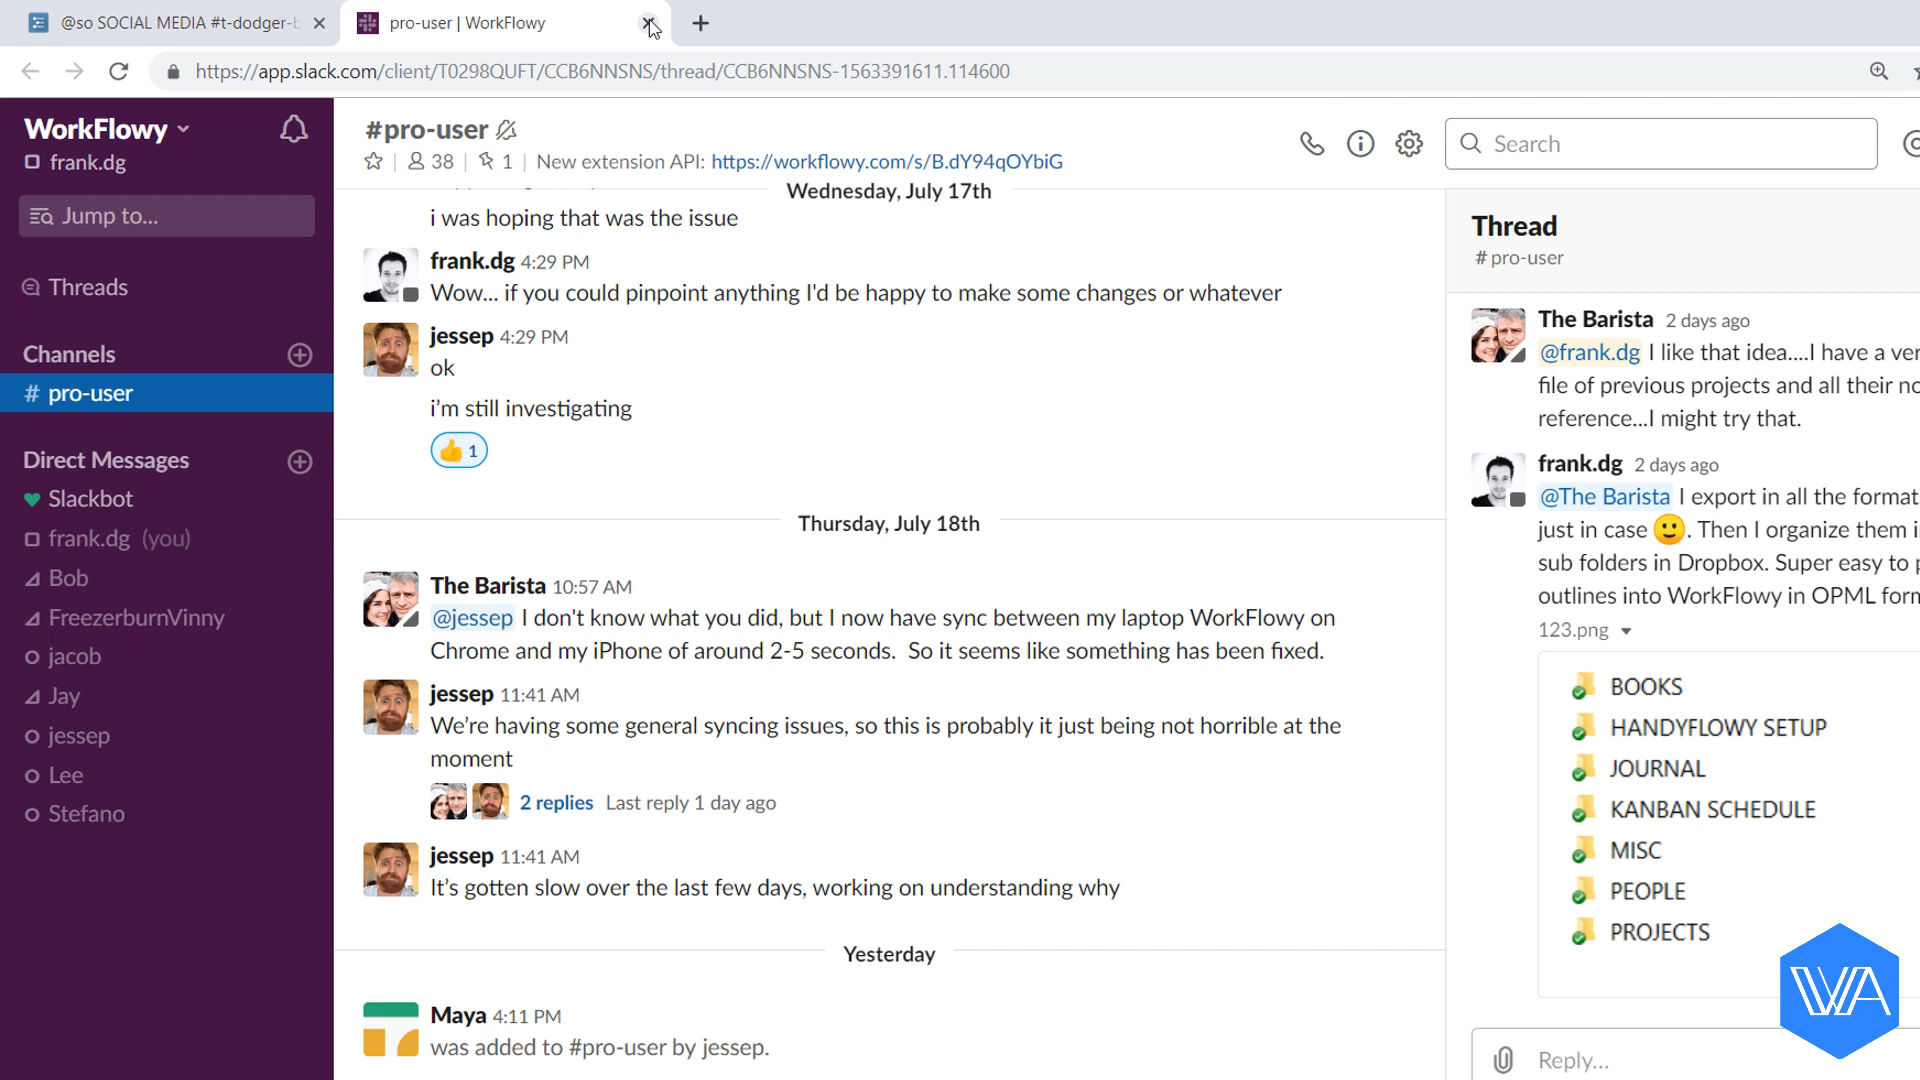 @so SOCIAL MEDIA #t-dodger-b
pro-user | WorkFlowy
https://app.slack.com/client/T0298QUFT/CCB6NNSNS/thread/CCB6NNSNS-1563391611.114600
WorkFlowy
frank.dg
Jump to...
Threads
Channels
# pro-user
Direct Messages
Slackbot
frank.dg (you)
Bob
FreezerburnVinny
jacob
Jay
jessep
Lee
Stefano
#pro-user
38 | 1 | New extension API: https://workflowy.com/s/B.dY94qOYbiG
Search
Wednesday, July 17th
i was hoping that was the issue
frank.dg 4:29 PM
Wow... if you could pinpoint anything I'd be happy to make some changes or whatever
jessep 4:29 PM
ok
i'm still investigating
1
Thursday, July 18th
The Barista 10:57 AM
@jessep I don't know what you did, but I now have sync between my laptop WorkFlowy on
Chrome and my iPhone of around 2-5 seconds. So it seems like something has been fixed.
jessep 11:41 AM
We're having some general syncing issues, so this is probably it just being not horrible at the
moment
2 replies Last reply 1 day ago
jessep 11:41 AM
It's gotten slow over the last few days, working on understanding why
Yesterday
Maya 4:11 PM
was added to #pro-user by jessep.
Thread
# pro-user
The Barista 2 days ago
@frank.dg I like that idea....I have a ver
file of previous projects and all their no
reference...I might try that.
frank.dg 2 days ago
@The Barista I export in all the format
just in case 🙂. Then I organize them i
sub folders in Dropbox. Super easy to p
outlines into WorkFlowy in OPML form
123.png
BOOKS
HANDYFLOWY SETUP
JOURNAL
KANBAN SCHEDULE
MISC
PEOPLE
PROJECTS
WA
Reply...